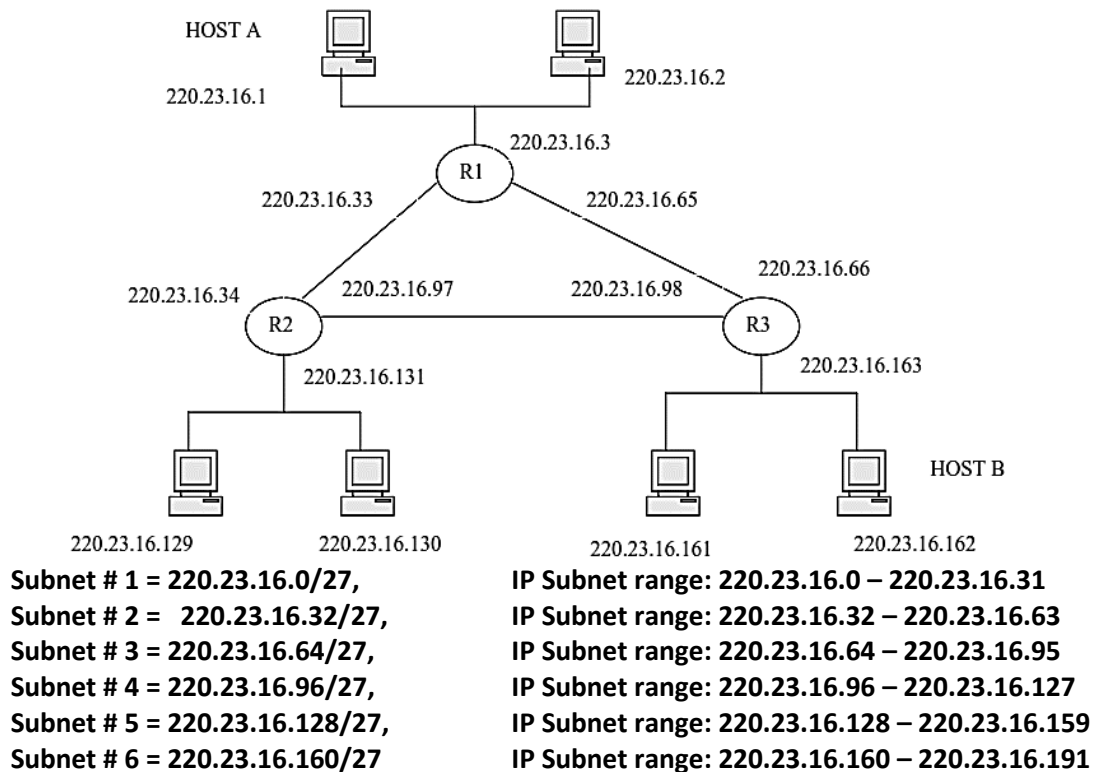 HOST A
220.23.16.1
220.23.16.2
220.23.16.3
R1
220.23.16.33
220.23.16.65
220.23.16.66
220.23.16.34
220.23.16.97
220.23.16.98
R2
R3
220.23.16.131
220.23.16.163
HOST B
220.23.16.129
220.23.16.130
220.23.16.161
220.23.16.162
Subnet # 1 = 220.23.16.0/27, IP Subnet range: 220.23.16.0 – 220.23.16.31
Subnet # 2 = 220.23.16.32/27, IP Subnet range: 220.23.16.32 – 220.23.16.63
Subnet # 3 = 220.23.16.64/27, IP Subnet range: 220.23.16.64 – 220.23.16.95
Subnet # 4 = 220.23.16.96/27, IP Subnet range: 220.23.16.96 – 220.23.16.127
Subnet # 5 = 220.23.16.128/27, IP Subnet range: 220.23.16.128 – 220.23.16.159
Subnet # 6 = 220.23.16.160/27 IP Subnet range: 220.23.16.160 – 220.23.16.191